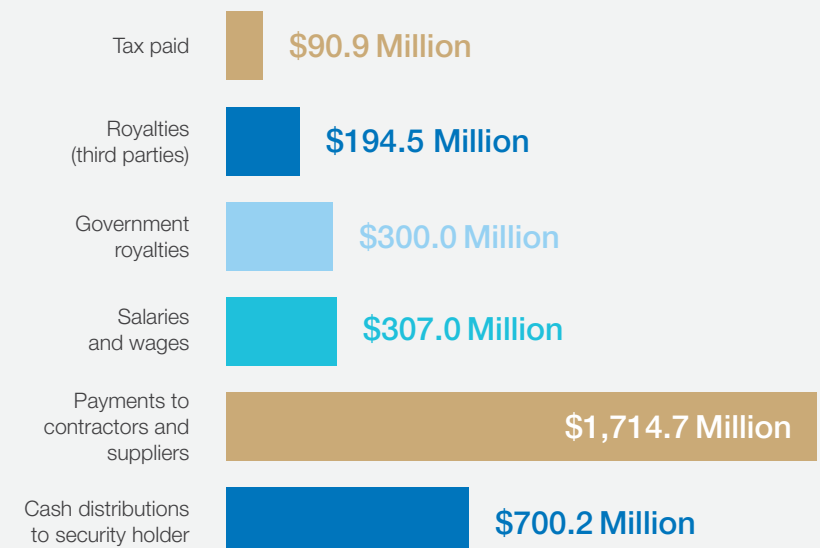 Tax paid
$90.9 Million
Royalties
(third parties)
$194.5 Million
Government
royalties
$300.0 Million
Salaries
and wages
$307.0 Million
Payments to
contractors and
suppliers
$1,714.7 Million
Cash distributions
to security holder
$700.2 Million